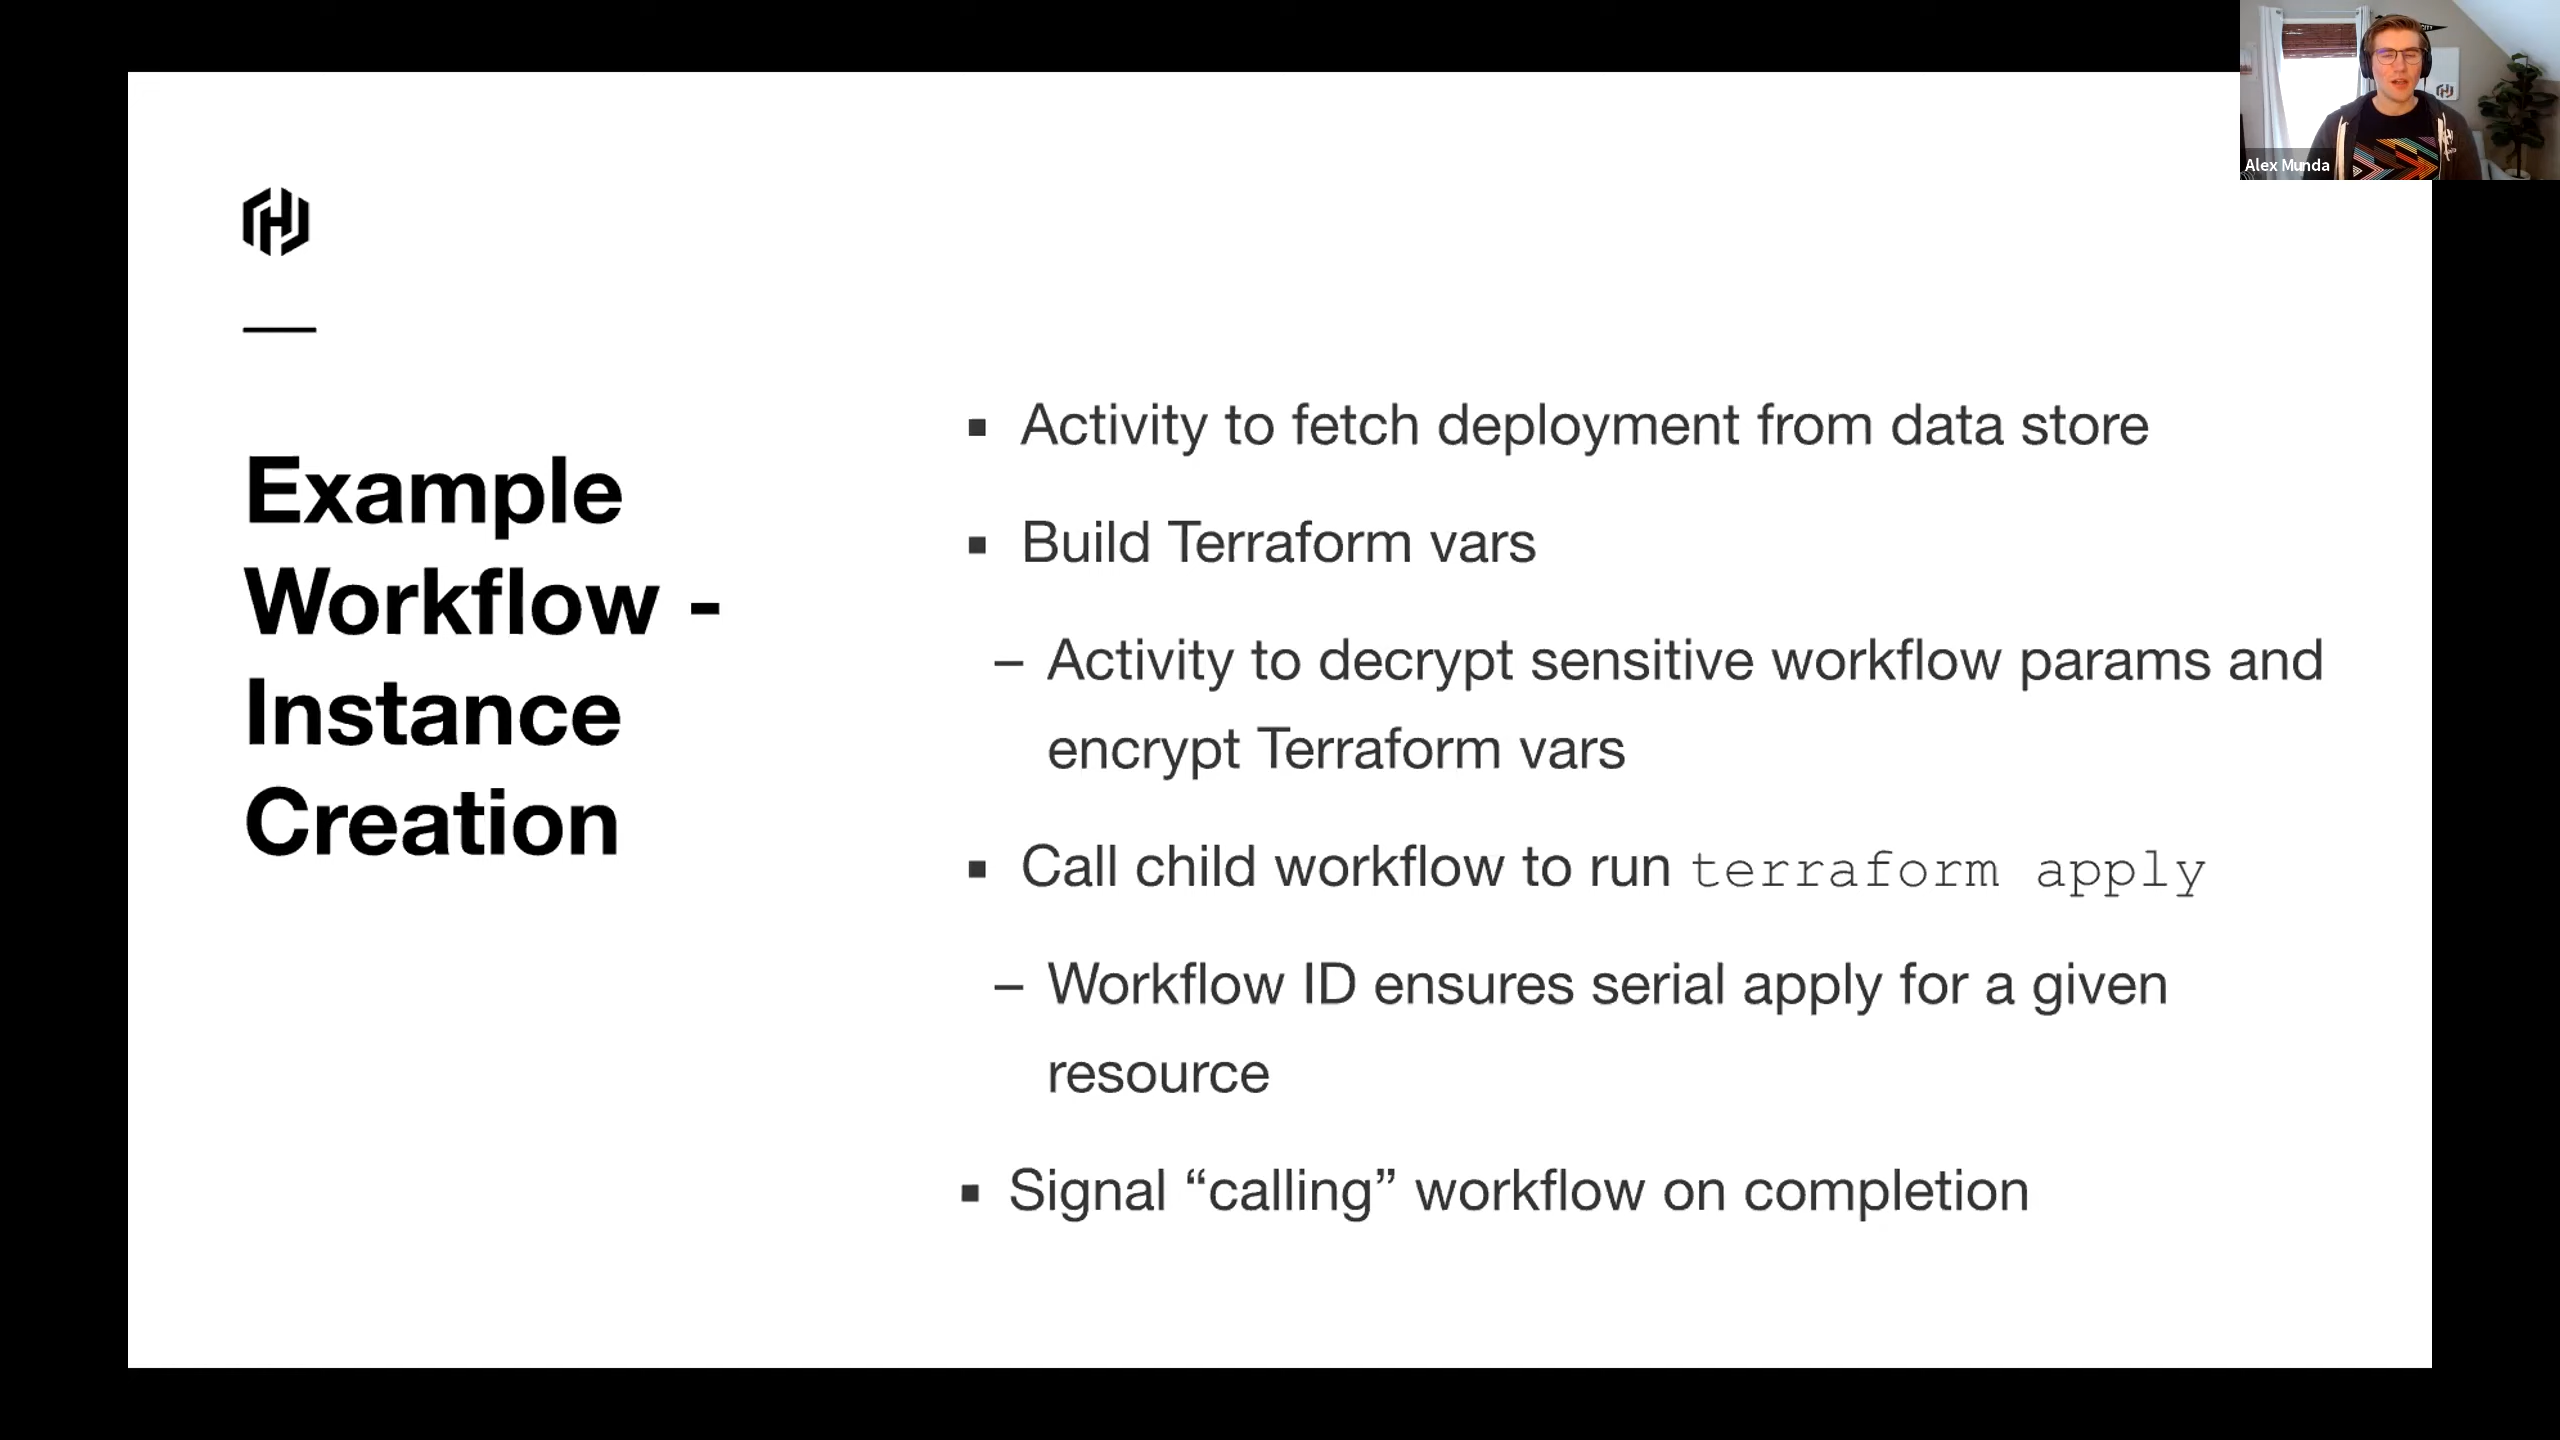 Alex Munda
Example
Workflow -
Instance
Creation
▪ Activity to fetch deployment from data store
▪ Build Terraform vars
– Activity to decrypt sensitive workflow params and
encrypt Terraform vars
▪ Call child workflow to run terraform apply
– Workflow ID ensures serial apply for a given
resource
▪ Signal “calling” workflow on completion